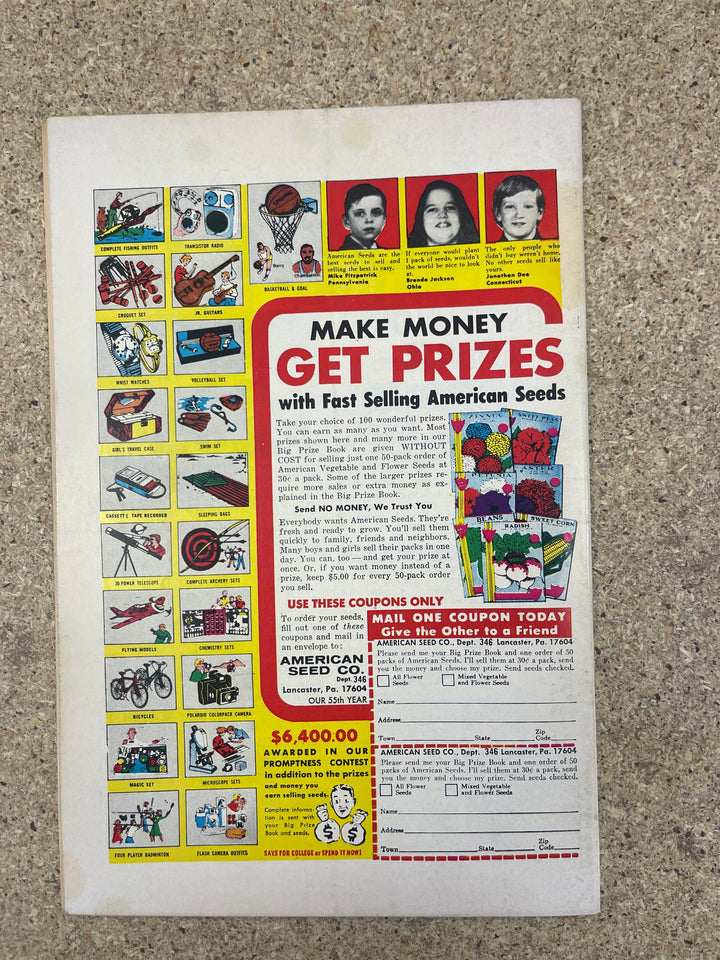 COMPLETE FISHING OUTFITS
TRANSISTOR RADIO
Barry
BASKETBALL & GOAL
American Seeds are the
best seeds to sell and
selling the best is easy.
Mike Fitzpatrick
Pennsylvania
If everyone would plant
1 pack of seeds, wouldn't
the world be nice to look
at.
Brenda Jackson
Ohio
The only people who
didn't buy weren't home.
No other seeds sell like
yours.
Jonathan Dee
Connecticut
CROQUET SET
JR. GUITARS
WRIST WATCHES
VOLLEYBALL SET
GIRL'S TRAVEL CASE
SWIM SET
CASSETTE TAPE RECORDER
SLEEPING BAGS
30 POWER TELESCOPE
COMPLETE ARCHERY SETS
FLYING MODELS
CHEMISTRY SETS
BICYCLES
POLAROID COLORPACK CAMERA
MAGIC SET
MICROSCOPE SETS
FOUR PLAYER BADMINTON
FLASH CAMERA OUTFITS
MAKE MONEY
GET PRIZES
with Fast Selling American Seeds
Take your choice of 100 wonderful prizes.
You can earn as many as you want. Most
prizes shown here and many more in our
Big Prize Book are given WITHOUT
COST for selling just one 50-pack order of
American Vegetable and Flower Seeds at
30¢ a pack. Some of the larger prizes re-
quire more sales or extra money as ex-
plained in the Big Prize Book.
Send NO MONEY, We Trust You
Everybody wants American Seeds. They're
fresh and ready to grow. You'll sell them
quickly to family, friends and neighbors.
Many boys and girls sell their packs in one
day. You can, too — and get your prize at
once. Or, if you want money instead of a
prize, keep $5.00 for every 50-pack order
you sell.
ZINNIA
SWEET PEAS
ASTER
BEANS
RADISH
SWEET CORN
USE THESE COUPONS ONLY
To order your seeds,
fill out one of these
coupons and mail in
an envelope to:
AMERICAN
SEED CO.
Dept. 346
Lancaster, Pa. 17604
OUR 55th YEAR
MAIL ONE COUPON TODAY
Give the Other to a Friend
AMERICAN SEED CO., Dept. 346 Lancaster, Pa. 17604
Please send me your Big Prize Book and one order of 50
packs of American Seeds. I'll sell them at 30¢ a pack, send
you the money and choose my prize. Send seeds checked.
All Flower
Seeds
Mixed Vegetable
and Flower Seeds
Name
Address
Town State Zip Code
AMERICAN SEED CO., Dept. 346 Lancaster, Pa. 17604
Please send me your Big Prize Book and one order of 50
packs of American Seeds. I'll sell them at 30¢ a pack, send
you the money and choose my prize. Send seeds checked.
All Flower
Seeds
Mixed Vegetable
and Flower Seeds
Name
Address
Town State Zip Code
$6,400.00
AWARDED IN OUR
PROMPTNESS CONTEST
in addition to the prizes
and money you
earn selling seeds.
Complete informa-
tion is sent with
your Big Prize
Book and seeds.
$ $
SAVE FOR COLLEGE or SPEND IT NOW!